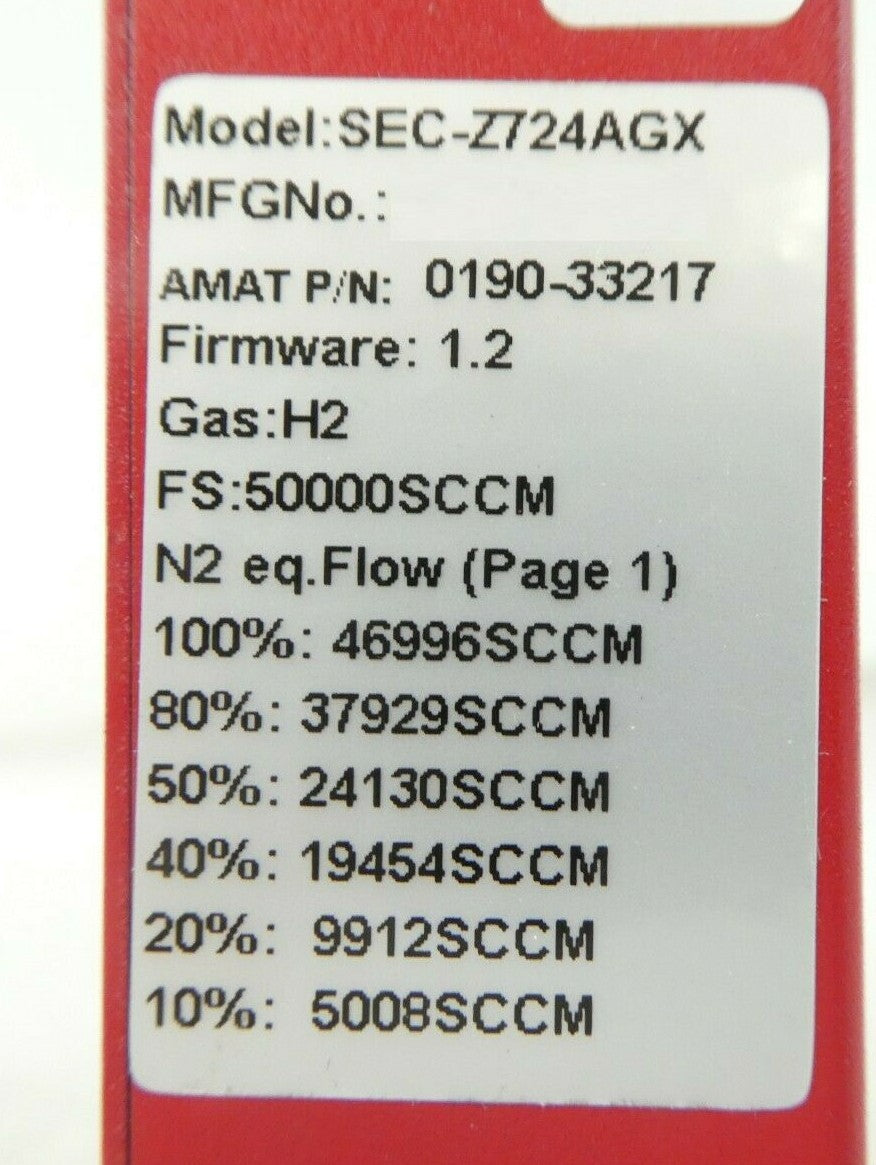 Model:SEC-Z724AGX
MFGNo.:
AMAT P/N: 0190-33217
Firmware: 1.2
Gas:H2
FS:50000SCCM
N2 eq.Flow (Page 1)
100%: 46996SCCM
80%: 37929SCCM
50%: 24130SCCM
40%: 19454SCCM
20%: 9912SCCM
10%: 5008SCCM